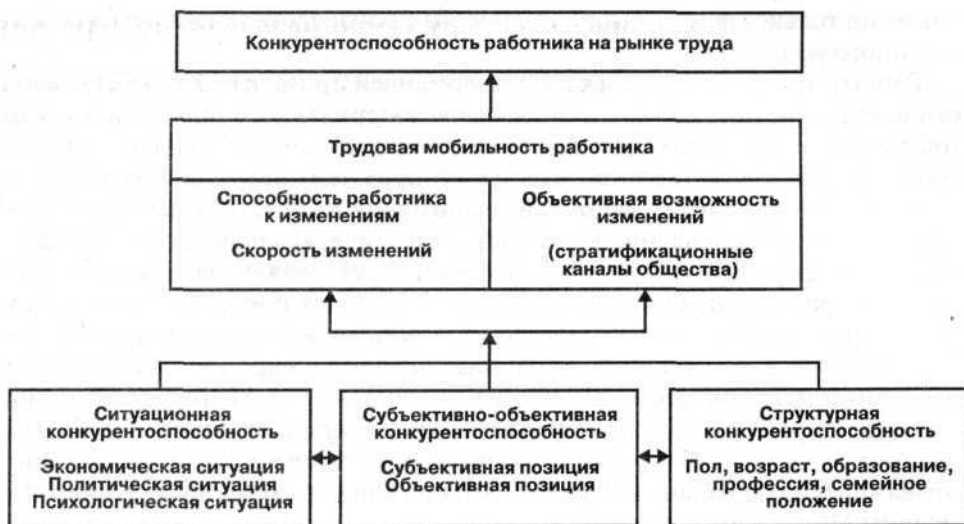 Конкурентоспособность работника на рынке труда
Трудовая мобильность работника
Способность работника
к изменениям
Скорость изменений
Объективная возможность
изменений
(стратификационные
каналы общества)
Ситуационная
конкурентоспособность
Экономическая ситуация
Политическая ситуация
Психологическая ситуация
Субъективно-объективная
конкурентоспособность
Субъективная позиция
Объективная позиция
Структурная
конкурентоспособность
Пол, возраст, образование,
профессия, семейное
положение